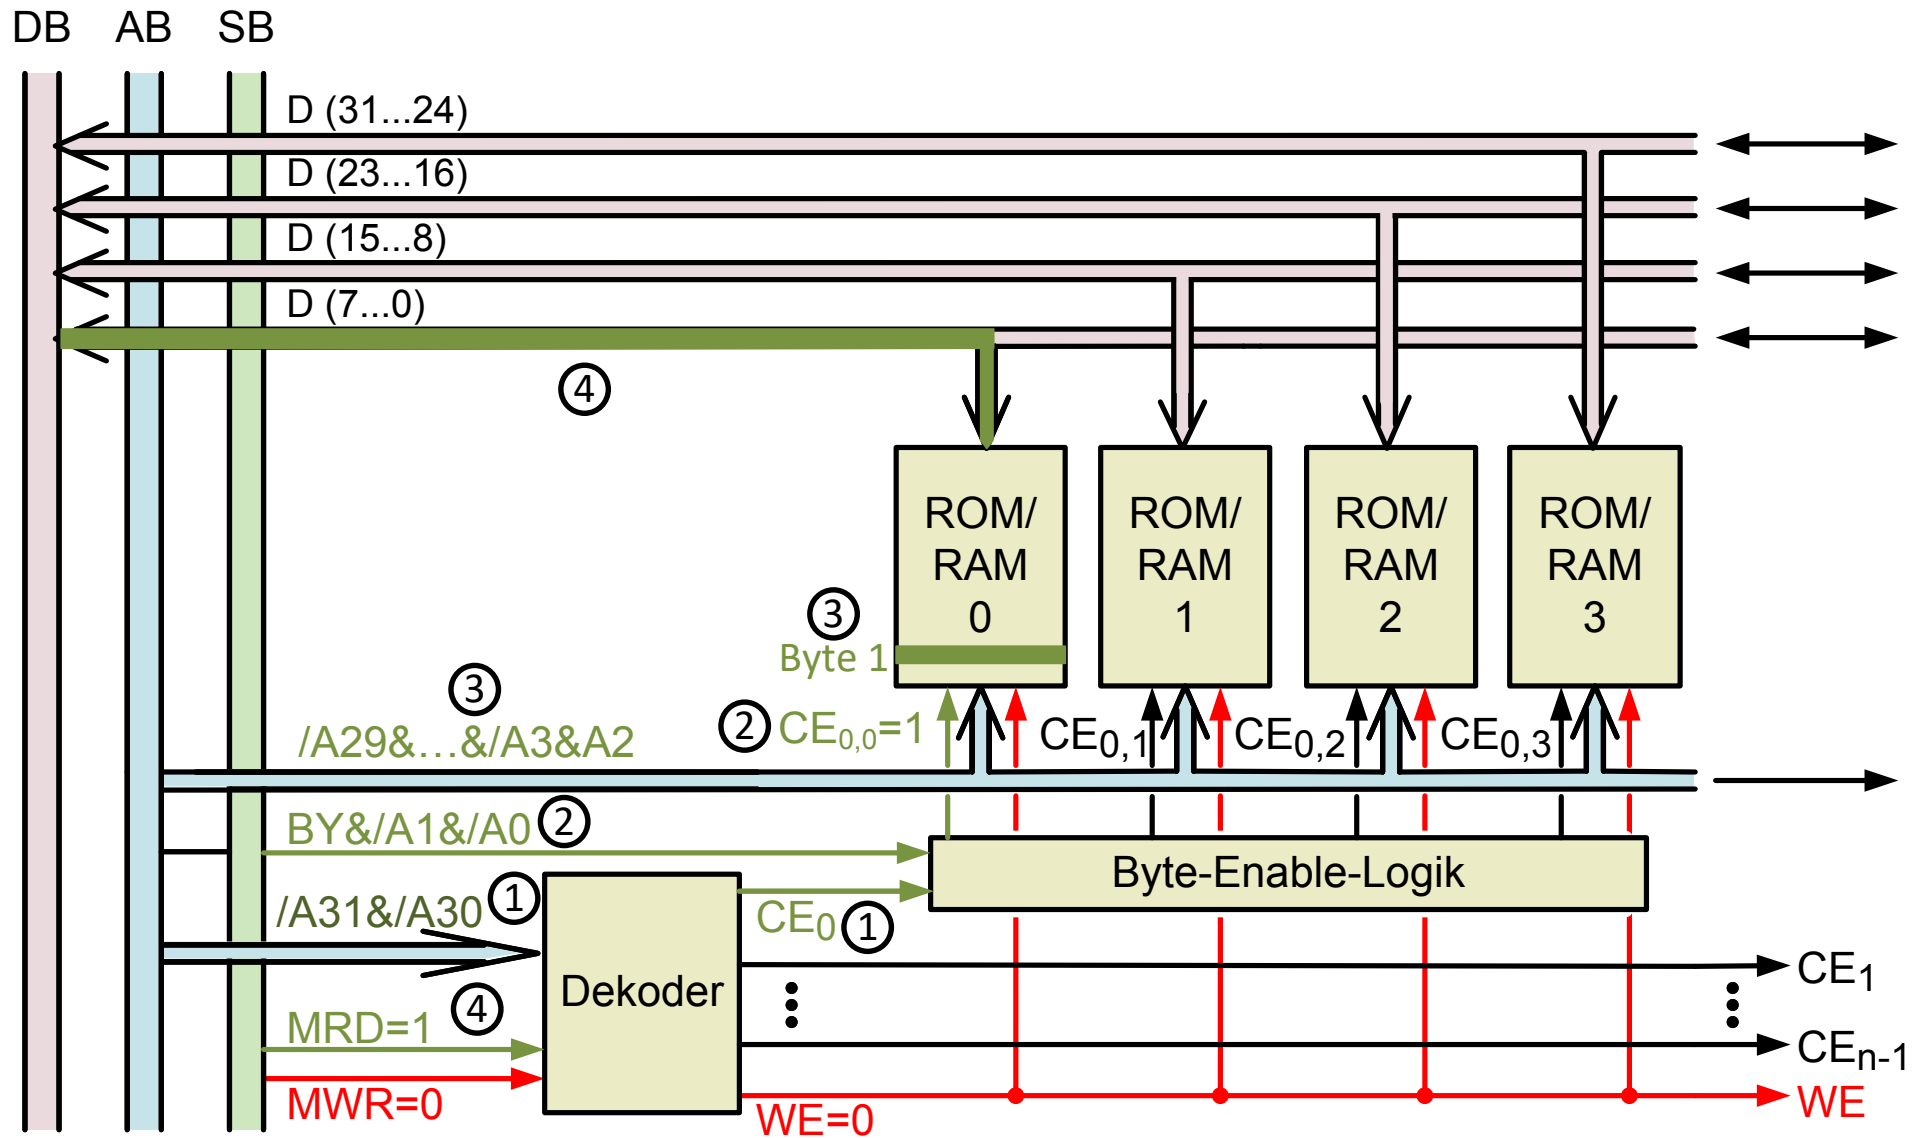 DB AB SB
D (31...24)
D (23...16)
D (15...8)
D (7...0)
4
ROM/ ROM/ ROM/ ROM/
RAM RAM RAM RAM
0 1 2 3
3
Byte 1
3
/A29&...&/A3&A2
2 CE0,0=1 CE0,1 CE0,2 CE0,3
BY&/A1&/A0 2
Byte-Enable-Logik
/A31&/A30 1
CE0 1
Dekoder
CE1
MRD=1 4
CEn-1
MWR=0
WE=0
WE